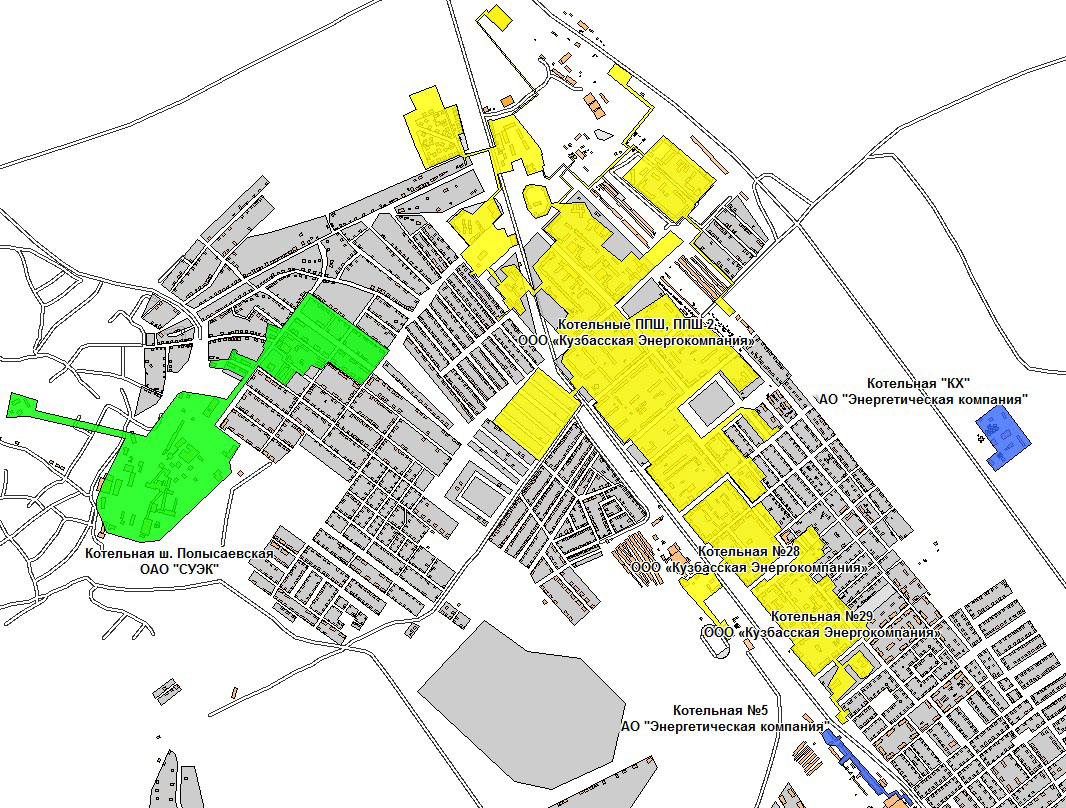 Котельные ППШ, ППШ 2,
ООО «Кузбасская Энергокомпания»
Котельная "КХ"
АО "Энергетическая компания"
Котельная ш. Полысаевская
ОАО "СУЭК"
Котельная №28
ООО «Кузбасская Энергокомпания»
Котельная №29
ООО «Кузбасская Энергокомпания»
Котельная №5
АО "Энергетическая компания"